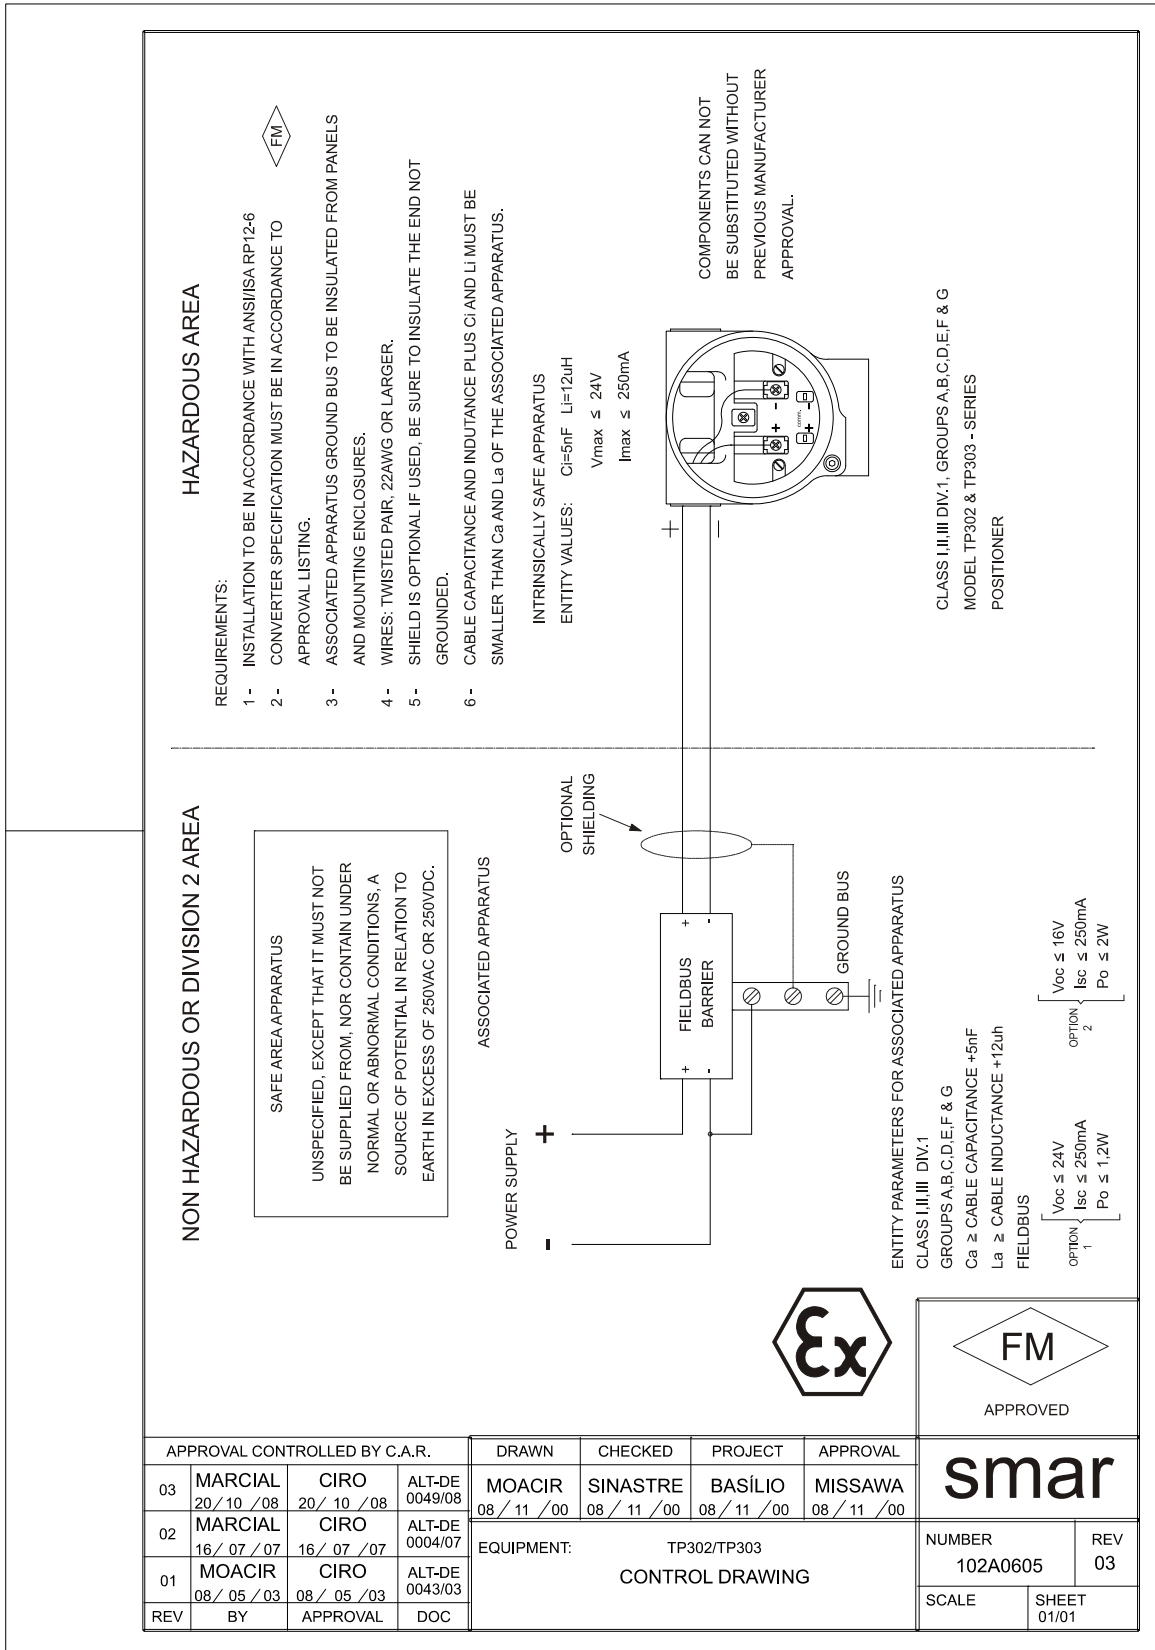 NON HAZARDOUS OR DIVISION 2 AREA
SAFE AREA APPARATUS
UNSPECIFIED, EXCEPT THAT IT MUST NOT
BE SUPPLIED FROM, NOR CONTAIN UNDER
NORMAL OR ABNORMAL CONDITIONS, A
SOURCE OF POTENTIAL IN RELATION TO
EARTH IN EXCESS OF 250VAC OR 250VDC.
ASSOCIATED APPARATUS
POWER SUPPLY
-
+
OPTIONAL
SHIELDING
+
-
FIELDBUS
BARRIER
+
-
GROUND BUS
ENTITY PARAMETERS FOR ASSOCIATED APPARATUS
CLASS I,II,III  DIV.1
GROUPS A,B,C,D,E,F & G
Ca ≥ CABLE CAPACITANCE +5nF
La ≥ CABLE INDUCTANCE +12uh
FIELDBUS
OPTION
1
Voc ≤ 24V
Isc ≤ 250mA
Po ≤ 1,2W
OPTION
2
Voc ≤ 16V
Isc ≤ 250mA
Po ≤ 2W
HAZARDOUS AREA
REQUIREMENTS:
1 - INSTALLATION TO BE IN ACCORDANCE WITH ANSI/ISA RP12-6
2 - CONVERTER SPECIFICATION MUST BE IN ACCORDANCE TO
APPROVAL LISTING.
FM
3 - ASSOCIATED APPARATUS GROUND BUS TO BE INSULATED FROM PANELS
AND MOUNTING ENCLOSURES.
4 - WIRES: TWISTED PAIR, 22AWG OR LARGER.
5 - SHIELD IS OPTIONAL IF USED, BE SURE TO INSULATE THE END NOT
GROUNDED.
6 - CABLE CAPACITANCE AND INDUTANCE PLUS Ci AND Li MUST BE
SMALLER THAN Ca AND La OF THE ASSOCIATED APPARATUS.
INTRINSICALLY SAFE APPARATUS
ENTITY VALUES: Ci=5nF Li=12uH
Vmax ≤ 24V
Imax ≤ 250mA
+
-
+
-
comm.
+
-
COMPONENTS CAN NOT
BE SUBSTITUTED WITHOUT
PREVIOUS MANUFACTURER
APPROVAL.
CLASS I,II,III DIV.1, GROUPS A,B,C,D,E,F & G
MODEL TP302 & TP303 - SERIES
POSITIONER
Ex
FM
APPROVED
APPROVAL CONTROLLED BY C.A.R.
03 MARCIAL 20/ 10 /08 CIRO 20/ 10 /08 ALT-DE 0049/08
02 MARCIAL 16/ 07 /07 CIRO 16/ 07 /07 ALT-DE 0004/07
01 MOACIR 08/ 05 /03 CIRO 08/ 05 /03 ALT-DE 0043/03
REV BY APPROVAL DOC
DRAWN CHECKED PROJECT APPROVAL
MOACIR SINASTRE BASÍLIO MISSAWA
08 / 11 /00 08 / 11 /00 08 / 11 /00 08 / 11 /00
EQUIPMENT: TP302/TP303
CONTROL DRAWING
smar
NUMBER
102A0605
REV
03
SCALE
SHEET
01/01